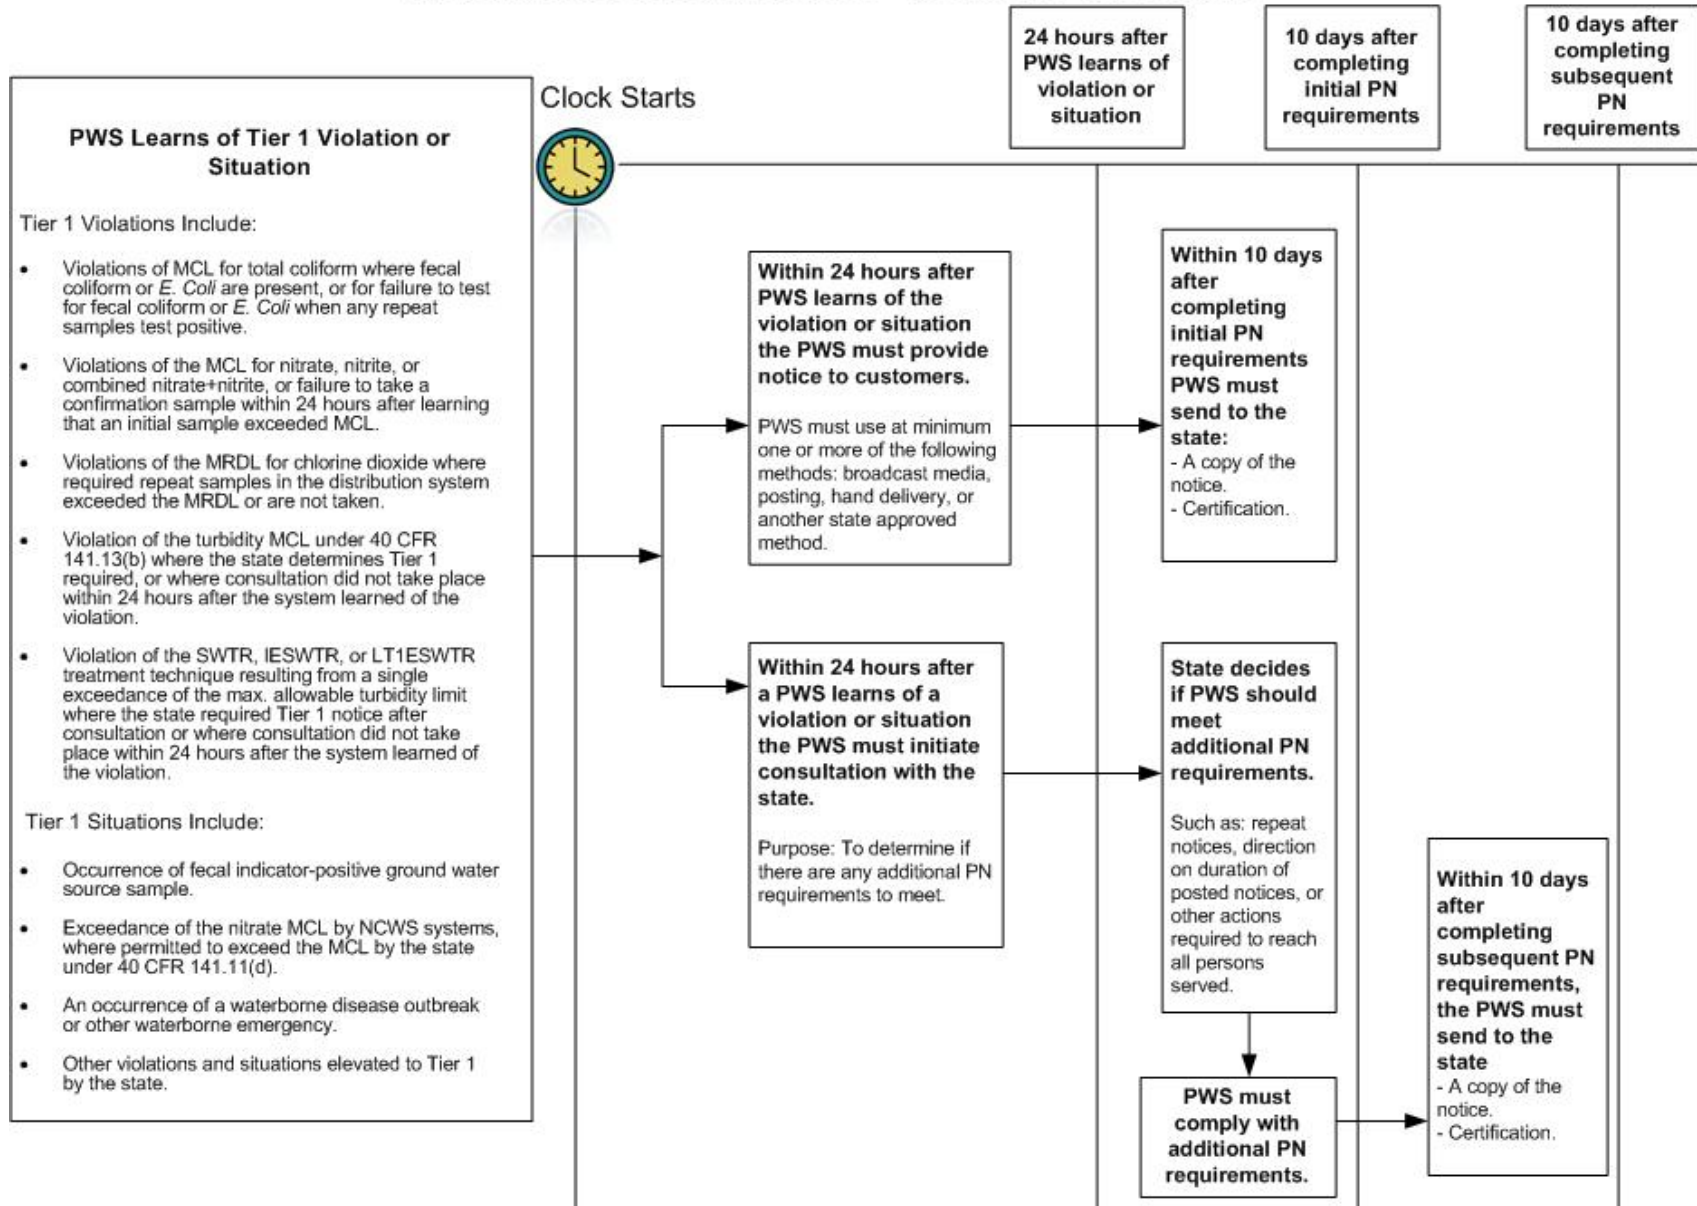 PWS Learns of Tier 1 Violation or
Situation
Tier 1 Violations Include:
• Violations of MCL for total coliform where fecal
coliform or E. Coli are present, or for failure to test
for fecal coliform or E. Coli when any repeat
samples test positive.
• Violations of the MCL for nitrate, nitrite, or
combined nitrate+nitrite, or failure to take a
confirmation sample within 24 hours after learning
that an initial sample exceeded MCL.
• Violations of the MRDL for chlorine dioxide where
required repeat samples in the distribution system
exceeded the MRDL or are not taken.
• Violation of the turbidity MCL under 40 CFR
141.13(b) where the state determines Tier 1
required, or where consultation did not take place
within 24 hours after the system learned of the
violation.
• Violation of the SWTR, IESWTR, or LT1ESWTR
treatment technique resulting from a single
exceedance of the max. allowable turbidity limit
where the state required Tier 1 notice after
consultation or where consultation did not take
place within 24 hours after the system learned of
the violation.
Tier 1 Situations Include:
• Occurrence of fecal indicator-positive ground water
source sample.
• Exceedance of the nitrate MCL by NCWS systems,
where permitted to exceed the MCL by the state
under 40 CFR 141.11(d).
• An occurrence of a waterborne disease outbreak
or other waterborne emergency.
• Other violations and situations elevated to Tier 1
by the state.
Clock Starts
24 hours after
PWS learns of
violation or
situation
10 days after
completing
initial PN
requirements
10 days after
completing
subsequent
PN
requirements
Within 24 hours after
PWS learns of the
violation or situation
the PWS must provide
notice to customers.
PWS must use at minimum
one or more of the following
methods: broadcast media,
posting, hand delivery, or
another state approved
method.
Within 10 days
after
completing
initial PN
requirements
PWS must
send to the
state:
- A copy of the
notice.
- Certification.
Within 24 hours after
a PWS learns of a
violation or situation
the PWS must initiate
consultation with the
state.
Purpose: To determine if
there are any additional PN
requirements to meet.
State decides
if PWS should
meet
additional PN
requirements.
Such as: repeat
notices, direction
on duration of
posted notices, or
other actions
required to reach
all persons
served.
PWS must
comply with
additional PN
requirements.
Within 10 days
after
completing
subsequent PN
requirements,
the PWS must
send to the
state
- A copy of the
notice.
- Certification.